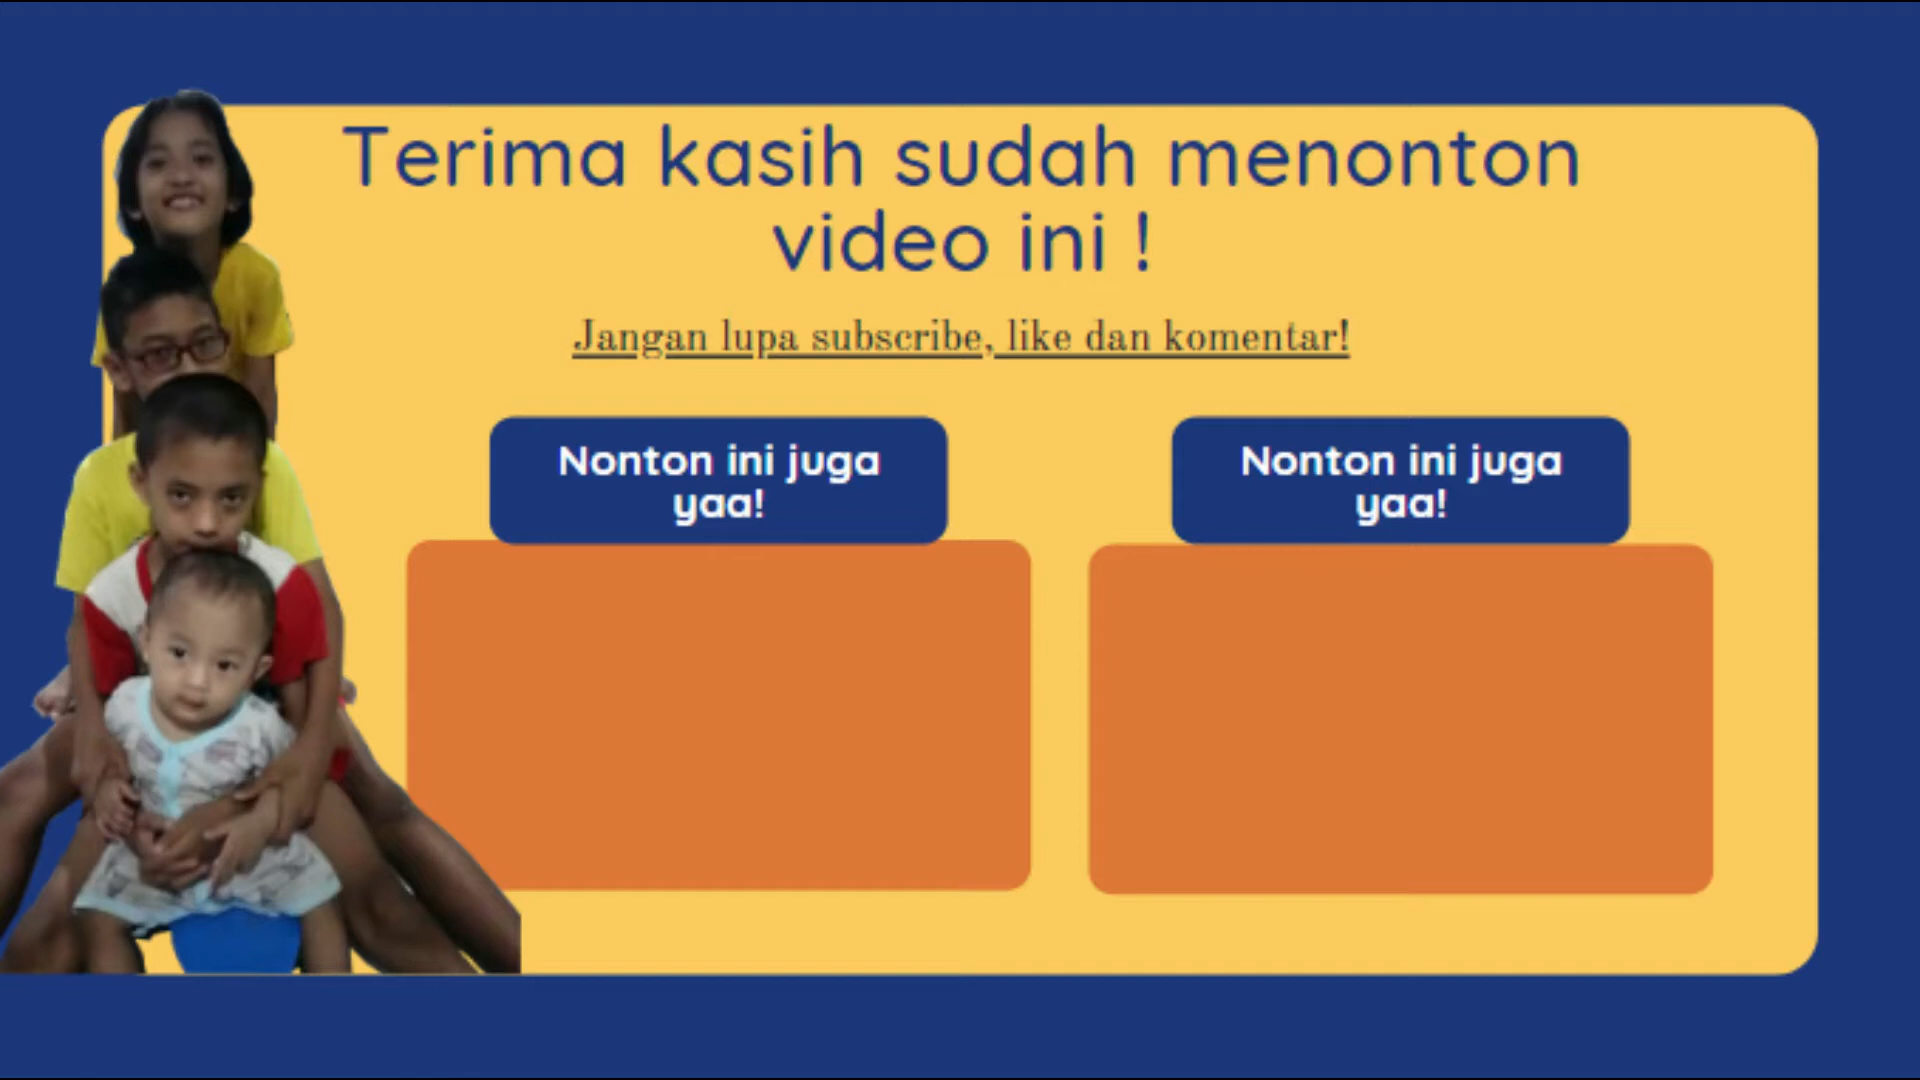 Terima kasih sudah menonton
video ini !
Jangan lupa subscribe, like dan komentar!
Nonton ini juga
yaa!
Nonton ini juga
yaa!